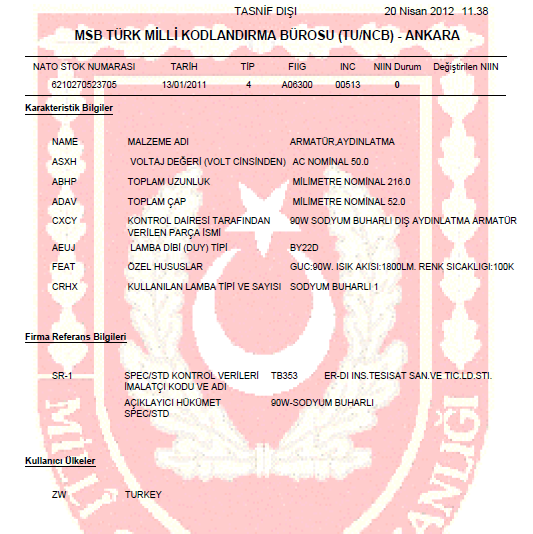 TASNİF DIŞI 20 Nisan 2012 11.38
MSB TÜRK MİLLİ KODLANDIRMA BÜROSU (TU/NCB) - ANKARA
NATO STOK NUMARASI TARİH TİP FIIG INC NIIN Durum Değiştirilen NIIN
6210270523705 13/01/2011 4 A06300 00513 0
Karakteristik Bilgiler
NAME MALZEME ADI ARMATÜR,AYDINLATMA
ASXH VOLTAJ DEĞERİ (VOLT CİNSİNDEN) AC NOMİNAL 50.0
ABHP TOPLAM UZUNLUK MİLİMETRE NOMİNAL 216.0
ADAV TOPLAM ÇAP MİLİMETRE NOMİNAL 52.0
CXCY KONTROL DAİRESİ TARAFINDAN 90W SODYUM BUHARLI DIŞ AYDINLATMA ARMATÜR
VERİLEN PARÇA İSMİ
AEUJ LAMBA DİBİ (DUY) TİPİ BY22D
FEAT ÖZEL HUSUSLAR GUC:90W. ISIK AKISI:1800LM. RENK SICAKLIGI:100K
CRHX KULLANILAN LAMBA TİPİ VE SAYISI SODYUM BUHARLI 1
Firma Referans Bilgileri
SR-1 SPEC/STD KONTROL VERİLERİ TB353 ER-DI INS.TESISAT SAN.VE TIC.LD.STI.
İMALATÇI KODU VE ADI
AÇIKLAYICI HÜKÜMET 90W-SODYUM BUHARLI
SPEC/STD
Kullanıcı Ülkeler
ZW TURKEY
MİLLÎ
ANLIĞI